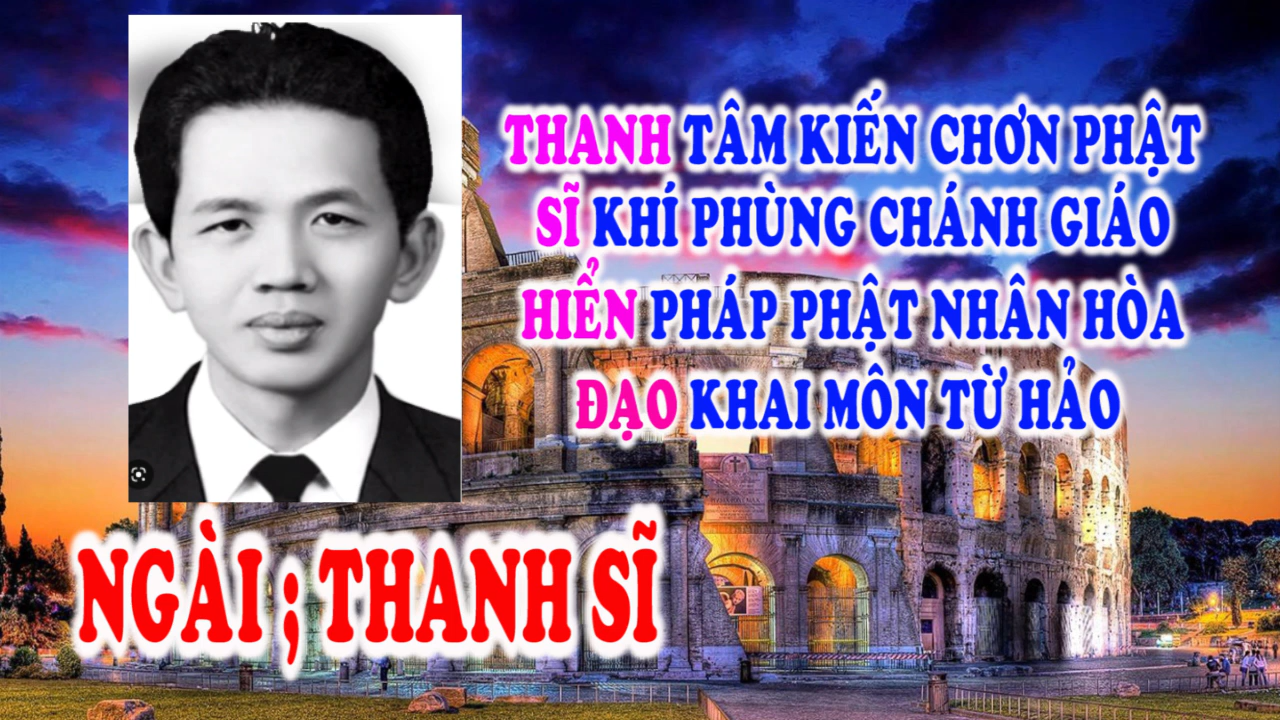 THANH TÂM KIẾN CHƠN PHẬT
SĨ KHÍ PHÙNG CHÁNH GIÁO
HIỂN PHÁP PHẬT NHÂN HÒA
ĐẠO KHAI MÔN TỪ HẢO
NGÀI ; THANH SĨ